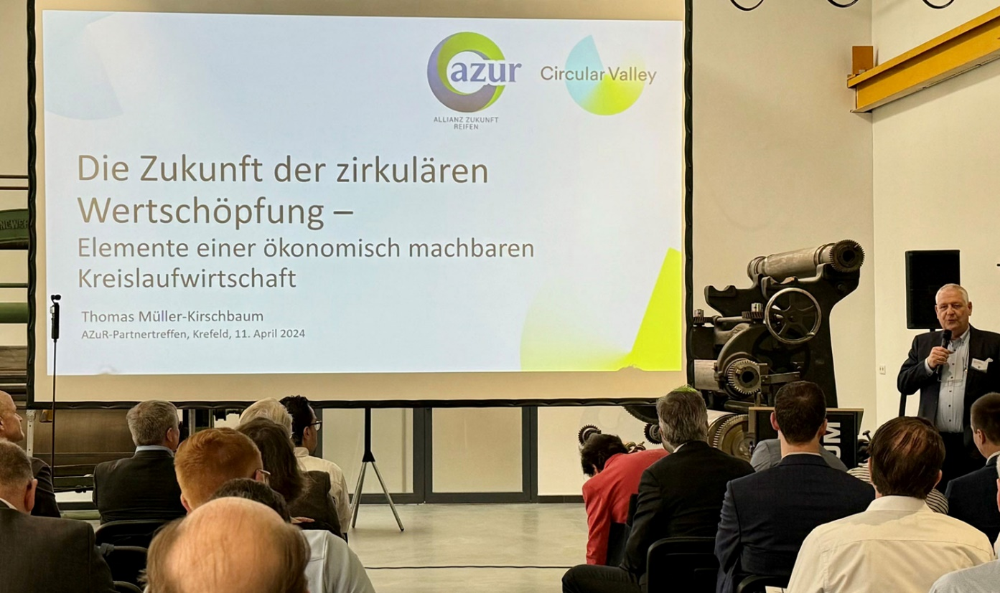 azur
ALLIANZ ZUKUNFT
REIFEN
Circular Valley
Die Zukunft der zirkulären
Wertschöpfung –
Elemente einer ökonomisch machbaren
Kreislaufwirtschaft
Thomas Müller-Kirschbaum
AZuR-Partnertreffen, Krefeld, 11. April 2024